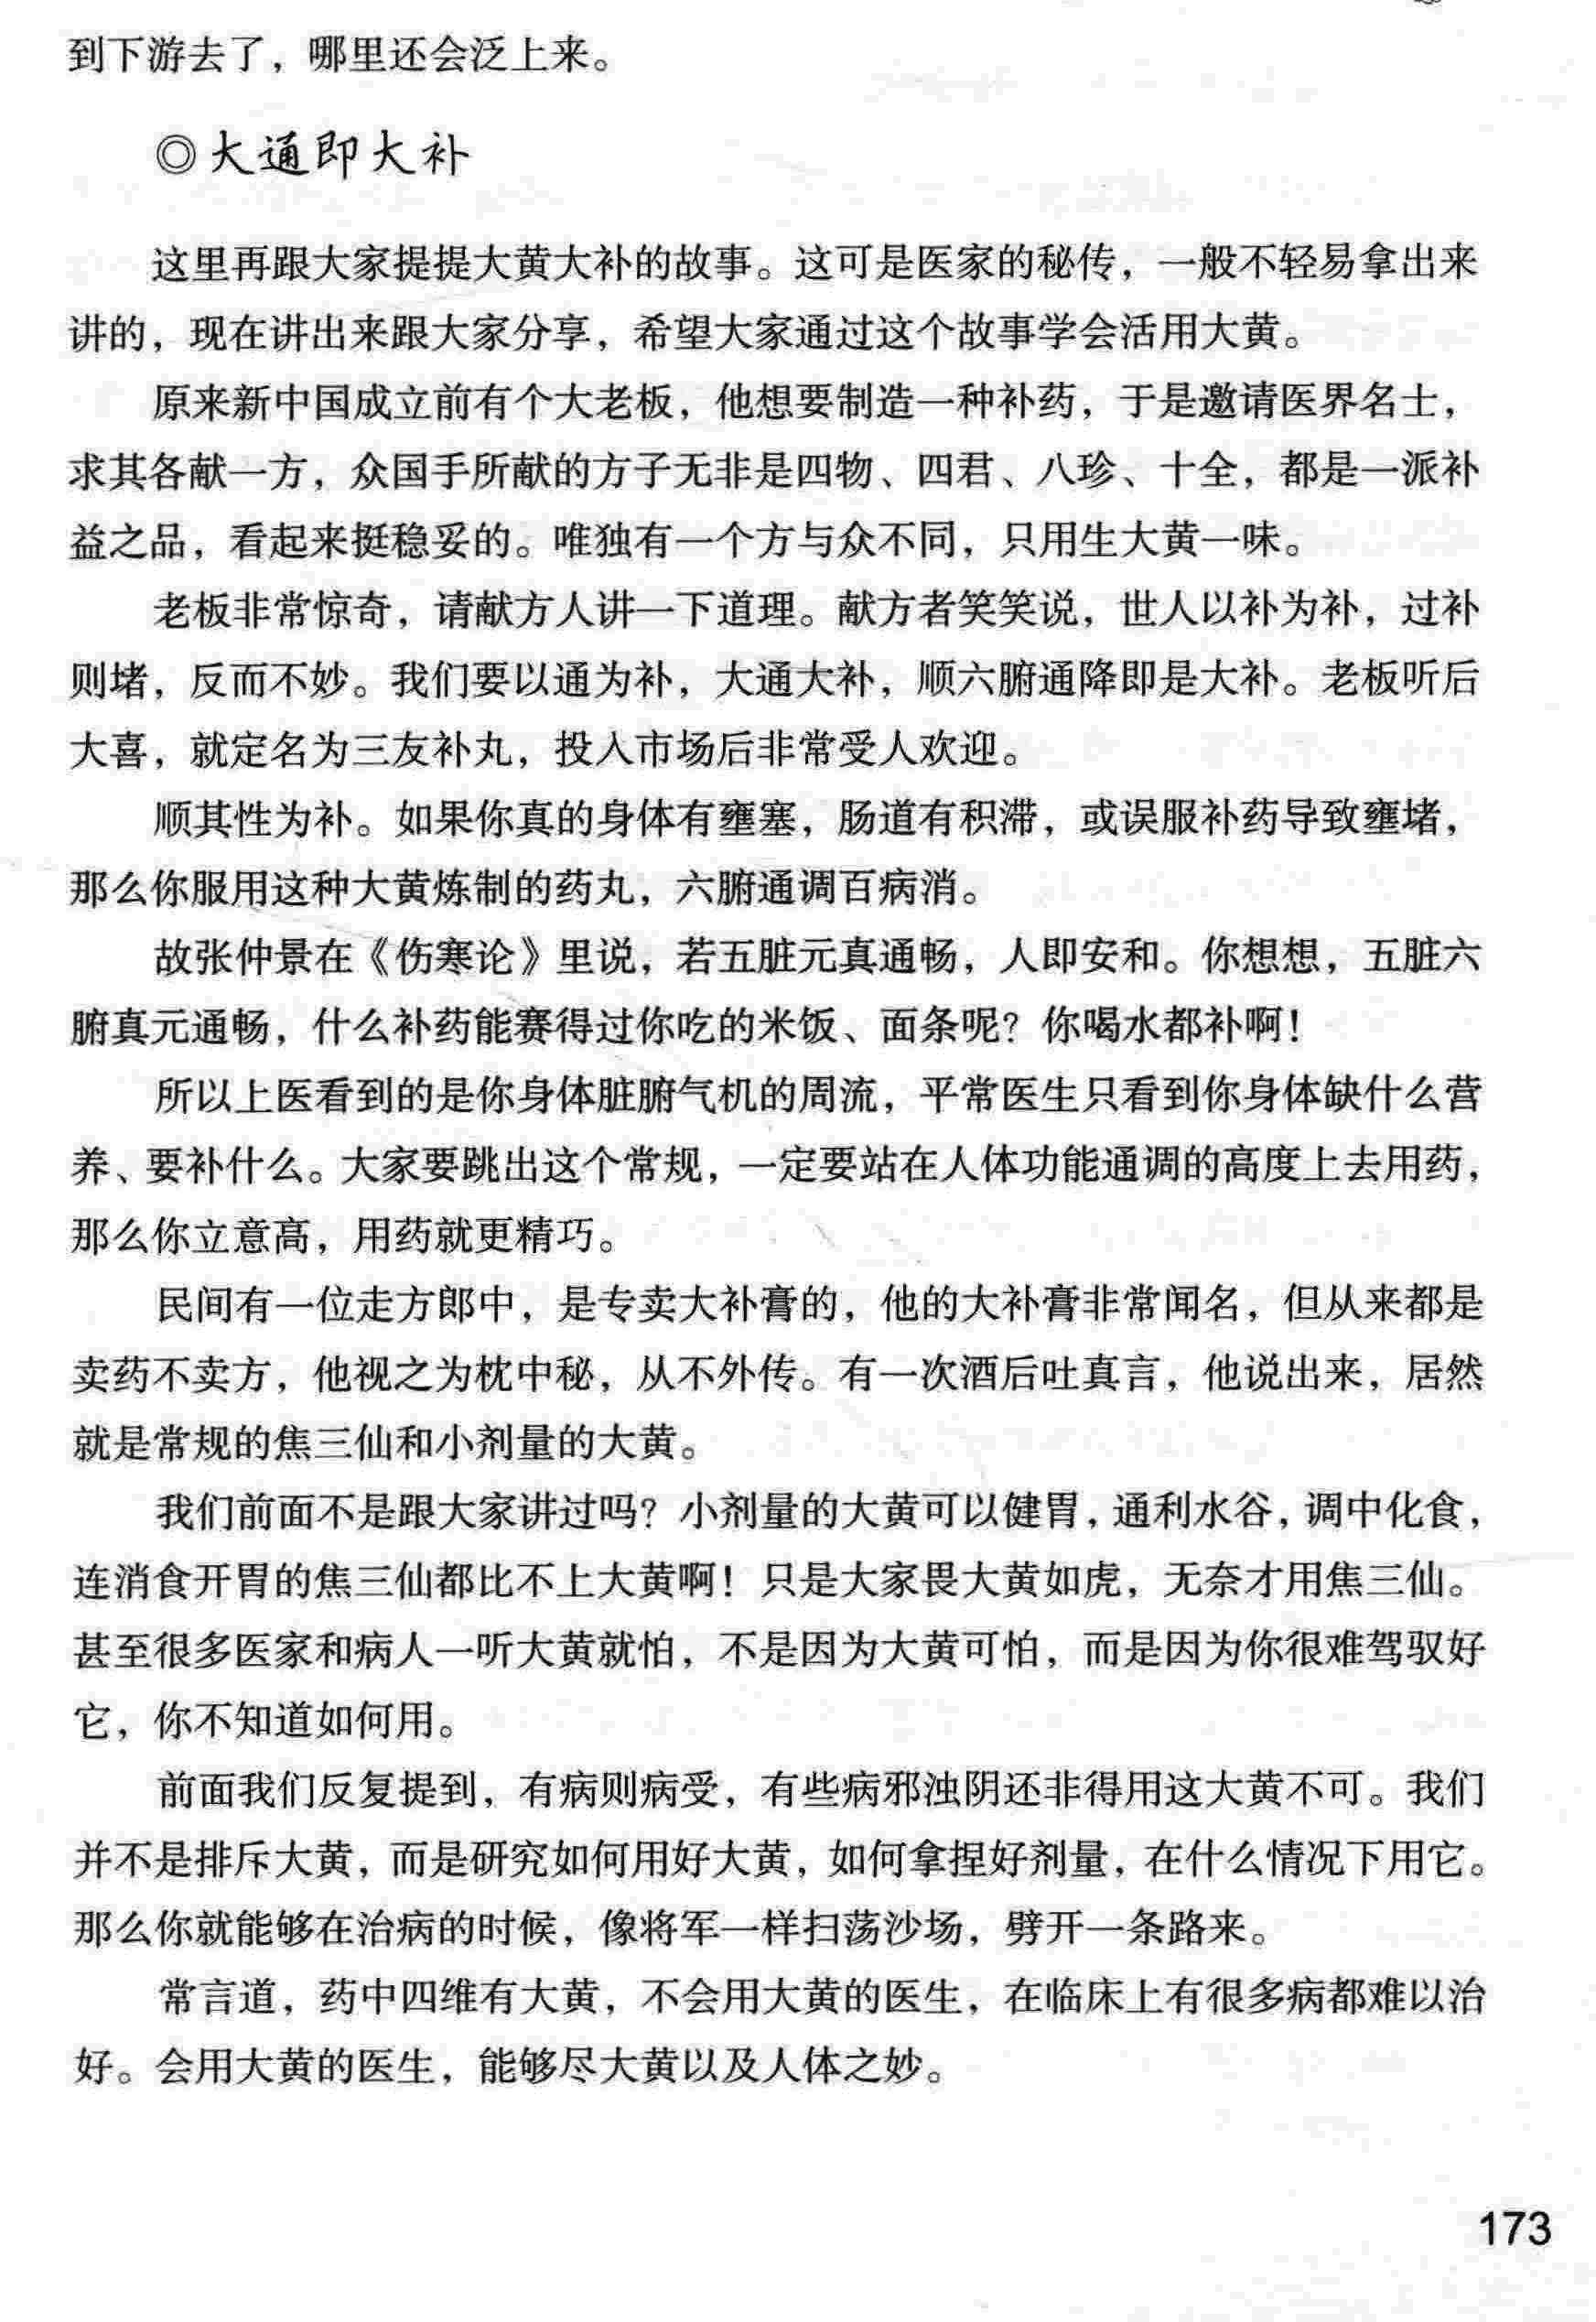 到下游去了，哪里还会泛上来。
◎大通即大补
这里再跟大家提提大黄大补的故事。这可是医家的秘传，一般不轻易拿出来
讲的，现在讲出来跟大家分享，希望大家通过这个故事学会活用大黄。
原来新中国成立前有个大老板，他想要制造一种补药，于是邀请医界名士，
求其各献一方，众国手所献的方子无非是四物、四君、八珍、十全，都是一派补
益之品，看起来挺稳妥的。唯独有一个方与众不同，只用生大黄一味。
老板非常惊奇，请献方人讲一下道理。献方者笑笑说，世人以补为补，过补
则堵，反而不妙。我们要以通为补，大通大补，顺六腑通降即是大补。老板听后
大喜，就定名为三友补丸，投入市场后非常受人欢迎。
顺其性为补。如果你真的身体有壅塞，肠道有积滞，或误服补药导致壅堵，
那么你服用这种大黄炼制的药丸，六腑通调百病消。
故张仲景在《伤寒论》里说，若五脏元真通畅，人即安和。你想想，五脏六
腑真元通畅，什么补药能赛得过你吃的米饭、面条呢？你喝水都补啊！
所以上医看到的是你身体脏腑气机的周流，平常医生只看到你身体缺什么营
养、要补什么。大家要跳出这个常规，一定要站在人体功能通调的高度上去用药，
那么你立意高，用药就更精巧。
民间有一位走方郎中，是专卖大补膏的，他的大补膏非常闻名，但从来都是
卖药不卖方，他视之为枕中秘，从不外传。有一次酒后吐真言，他说出来，居然
就是常规的焦三仙和小剂量的大黄。
我们前面不是跟大家讲过吗？小剂量的大黄可以健胃，通利水谷，调中化食，
连消食开胃的焦三仙都比不上大黄啊！只是大家畏大黄如虎，无奈才用焦三仙。
甚至很多医家和病人一听大黄就怕，不是因为大黄可怕，而是因为你很难驾驭好
它，你不知道如何用。
前面我们反复提到，有病则病受，有些病邪浊阴还非得用这大黄不可。我们
并不是排斥大黄，而是研究如何用好大黄，如何拿捏好剂量，在什么情况下用它。
那么你就能够在治病的时候，像将军一样扫荡沙场，劈开一条路来。
常言道，药中四维有大黄，不会用大黄的医生，在临床上有很多病都难以治
好。会用大黄的医生，能够尽大黄以及人体之妙。
173